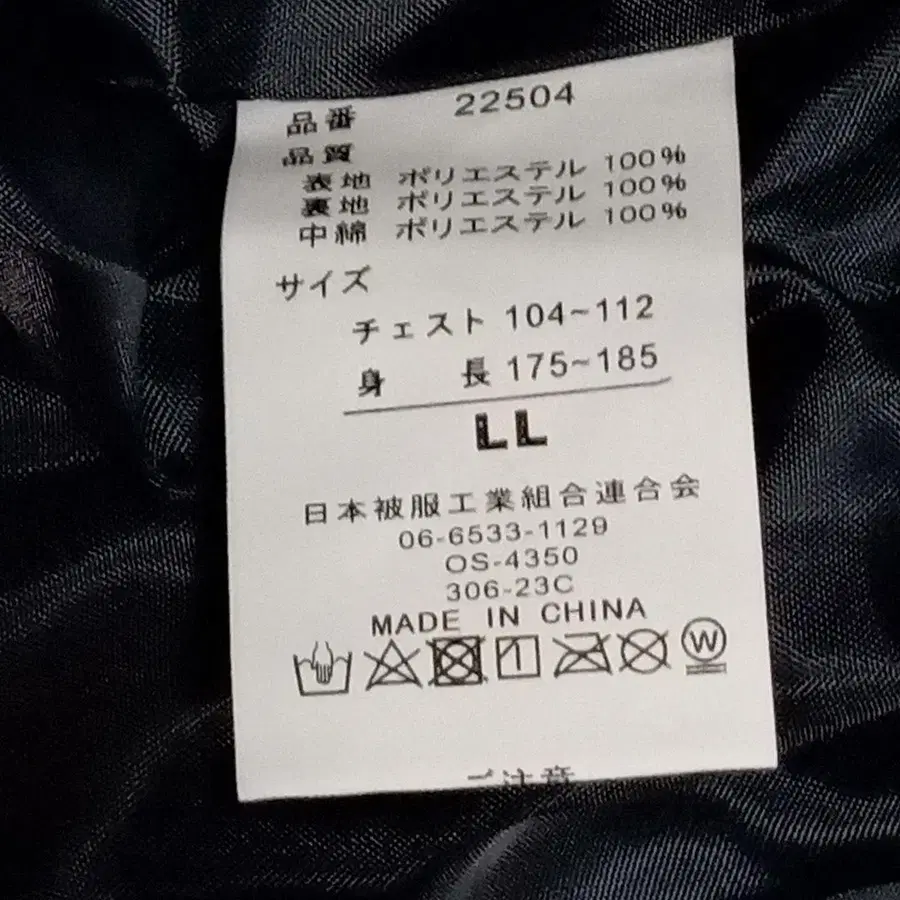 品番 22504
品質
表地 ポリエステル 100%
裏地 ポリエステル 100%
中綿 ポリエステル 100%
サイズ
チェスト 104~112
身 長 175~185
LL
日本被服工業組合連合会
06-6533-1129
OS-4350
306-23C
MADE IN CHINA
W
ご注意